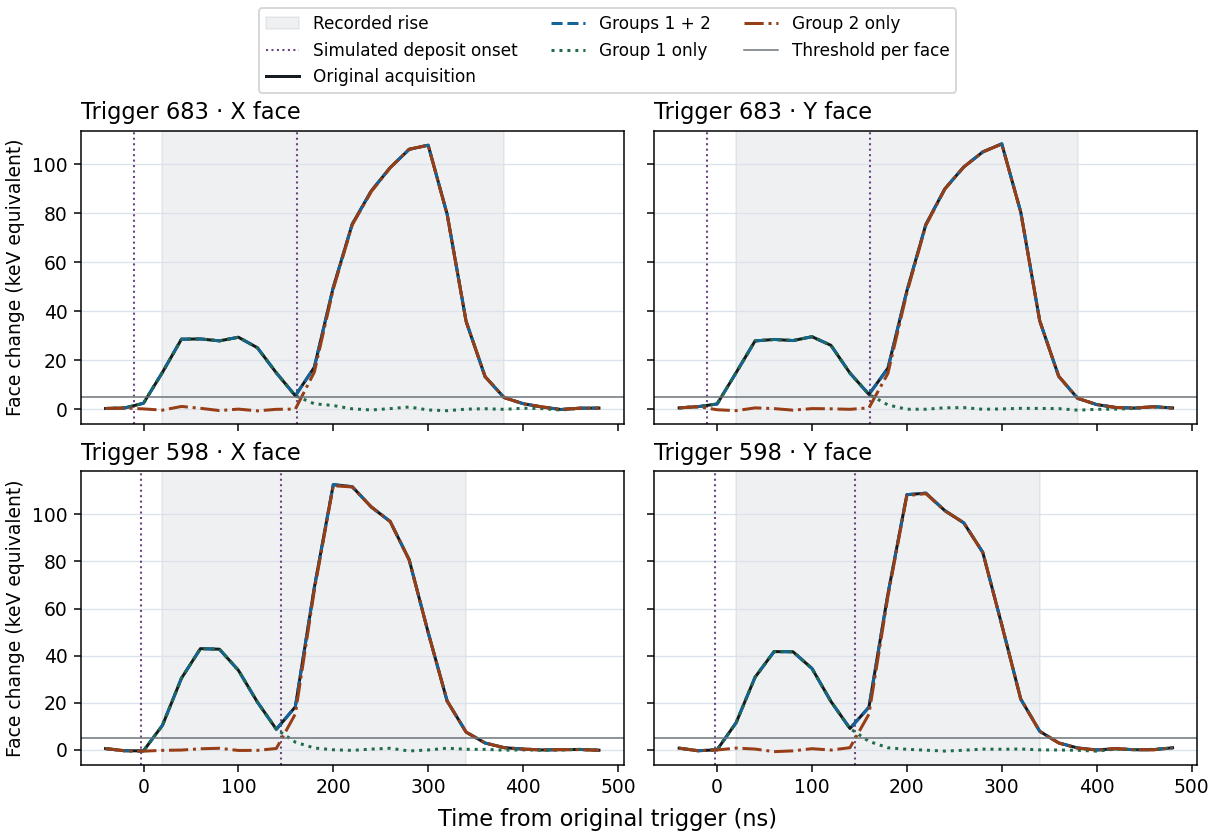 Recorded rise
Simulated deposit onset
Original acquisition
Groups 1 + 2
Group 1 only
Group 2 only
Threshold per face
Trigger 683 · X face
Trigger 683 · Y face
Face change (keV equivalent)
100
80
60
40
20
0
Trigger 598 · X face
Trigger 598 · Y face
Face change (keV equivalent)
100
80
60
40
20
0
0 100 200 300 400 500
0 100 200 300 400 500
Time from original trigger (ns)